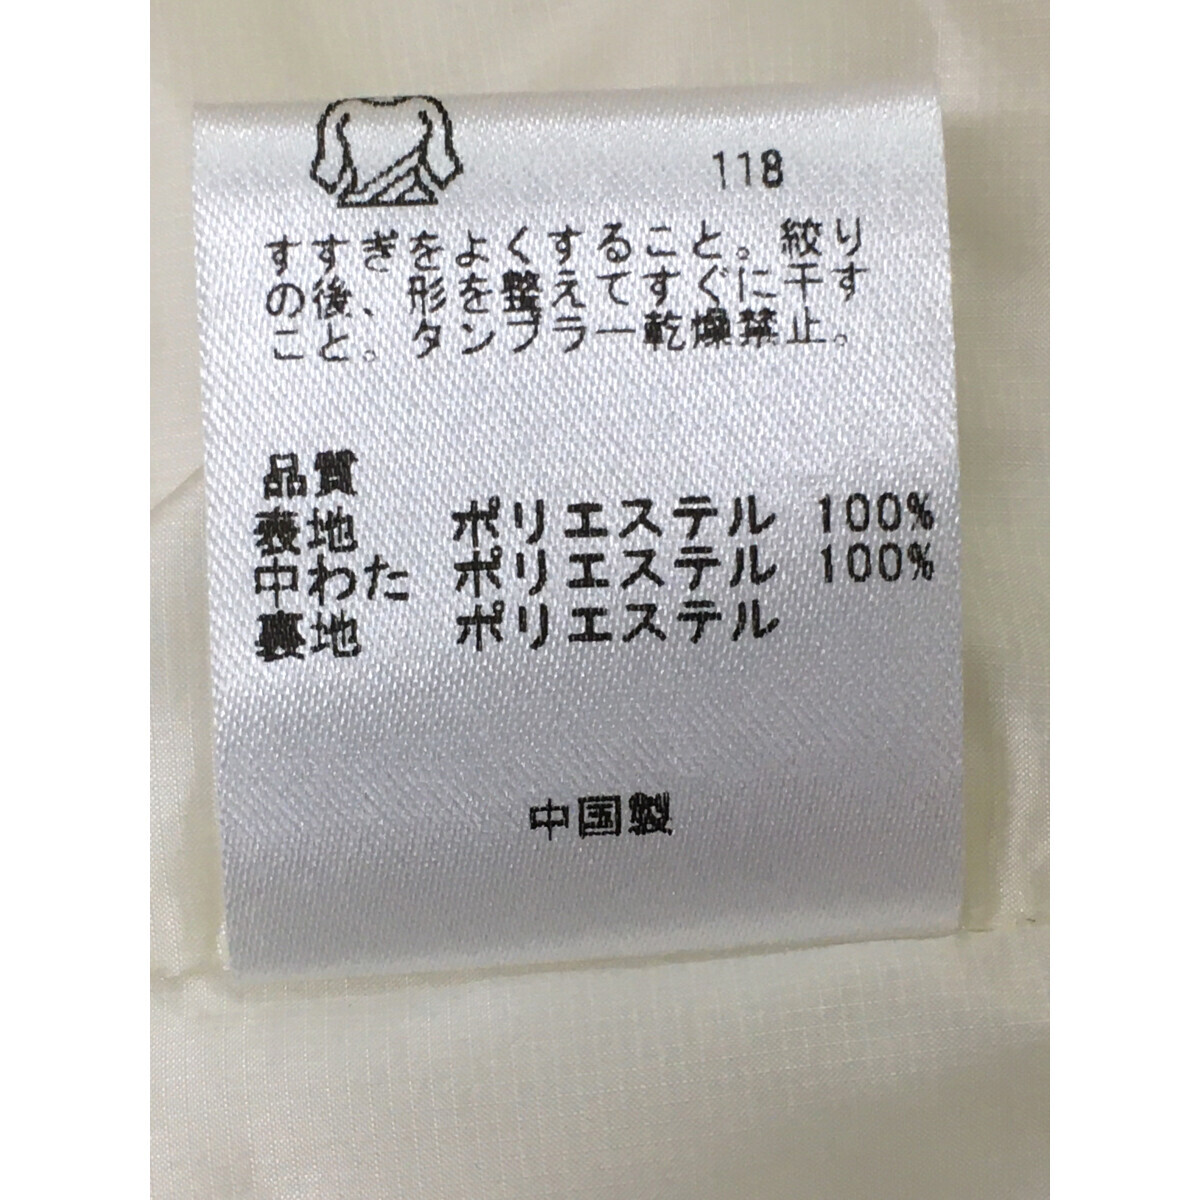 118
すすぎをよくすること。絞り
の後、形を整えてすぐに干す
こと。タンブラー乾燥禁止。
品質
表地 ポリエステル 100%
中わた ポリエステル 100%
裏地 ポリエステル
中国製